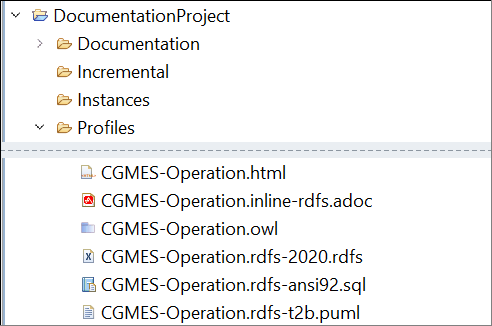 DocumentationProject
Documentation
Incremental
Instances
Profiles
CGMES-Operation.html
CGMES-Operation.inline-rdfs.adoc
CGMES-Operation.owl
CGMES-Operation.rdfs-2020.rdfs
CGMES-Operation.rdfs-ansi92.sql
CGMES-Operation.rdfs-t2b.puml